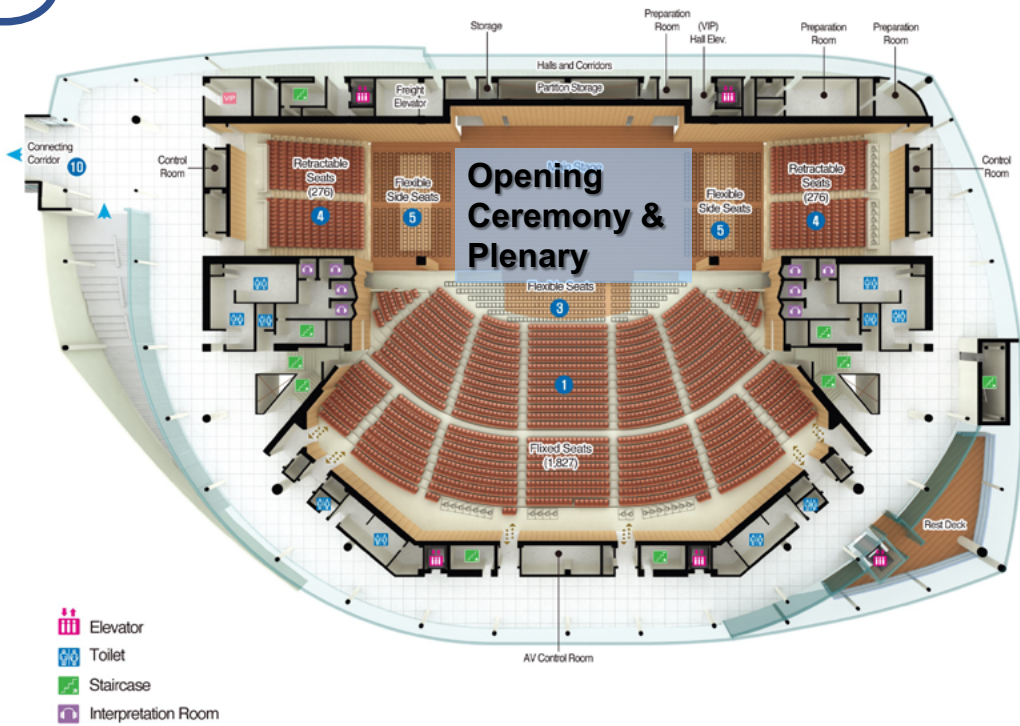 Storage
Preparation
Room
(VIP)
Hall Elev.
Preparation
Room
Preparation
Room
Halls and Corridors
Partition Storage
VIP
Freight
Elevator
Connecting
Corridor
10
Control
Room
Retractable
Seats
(276)
4
Flexible
Side Seats
5
Main Stage
Opening
Ceremony &
Plenary
Flexible
Side Seats
5
Retractable
Seats
(276)
4
Control
Room
Flexible Seats
3
1
Flixed Seats
(1,827)
Rest Deck
AV Control Room
Elevator
Toilet
Staircase
Interpretation Room